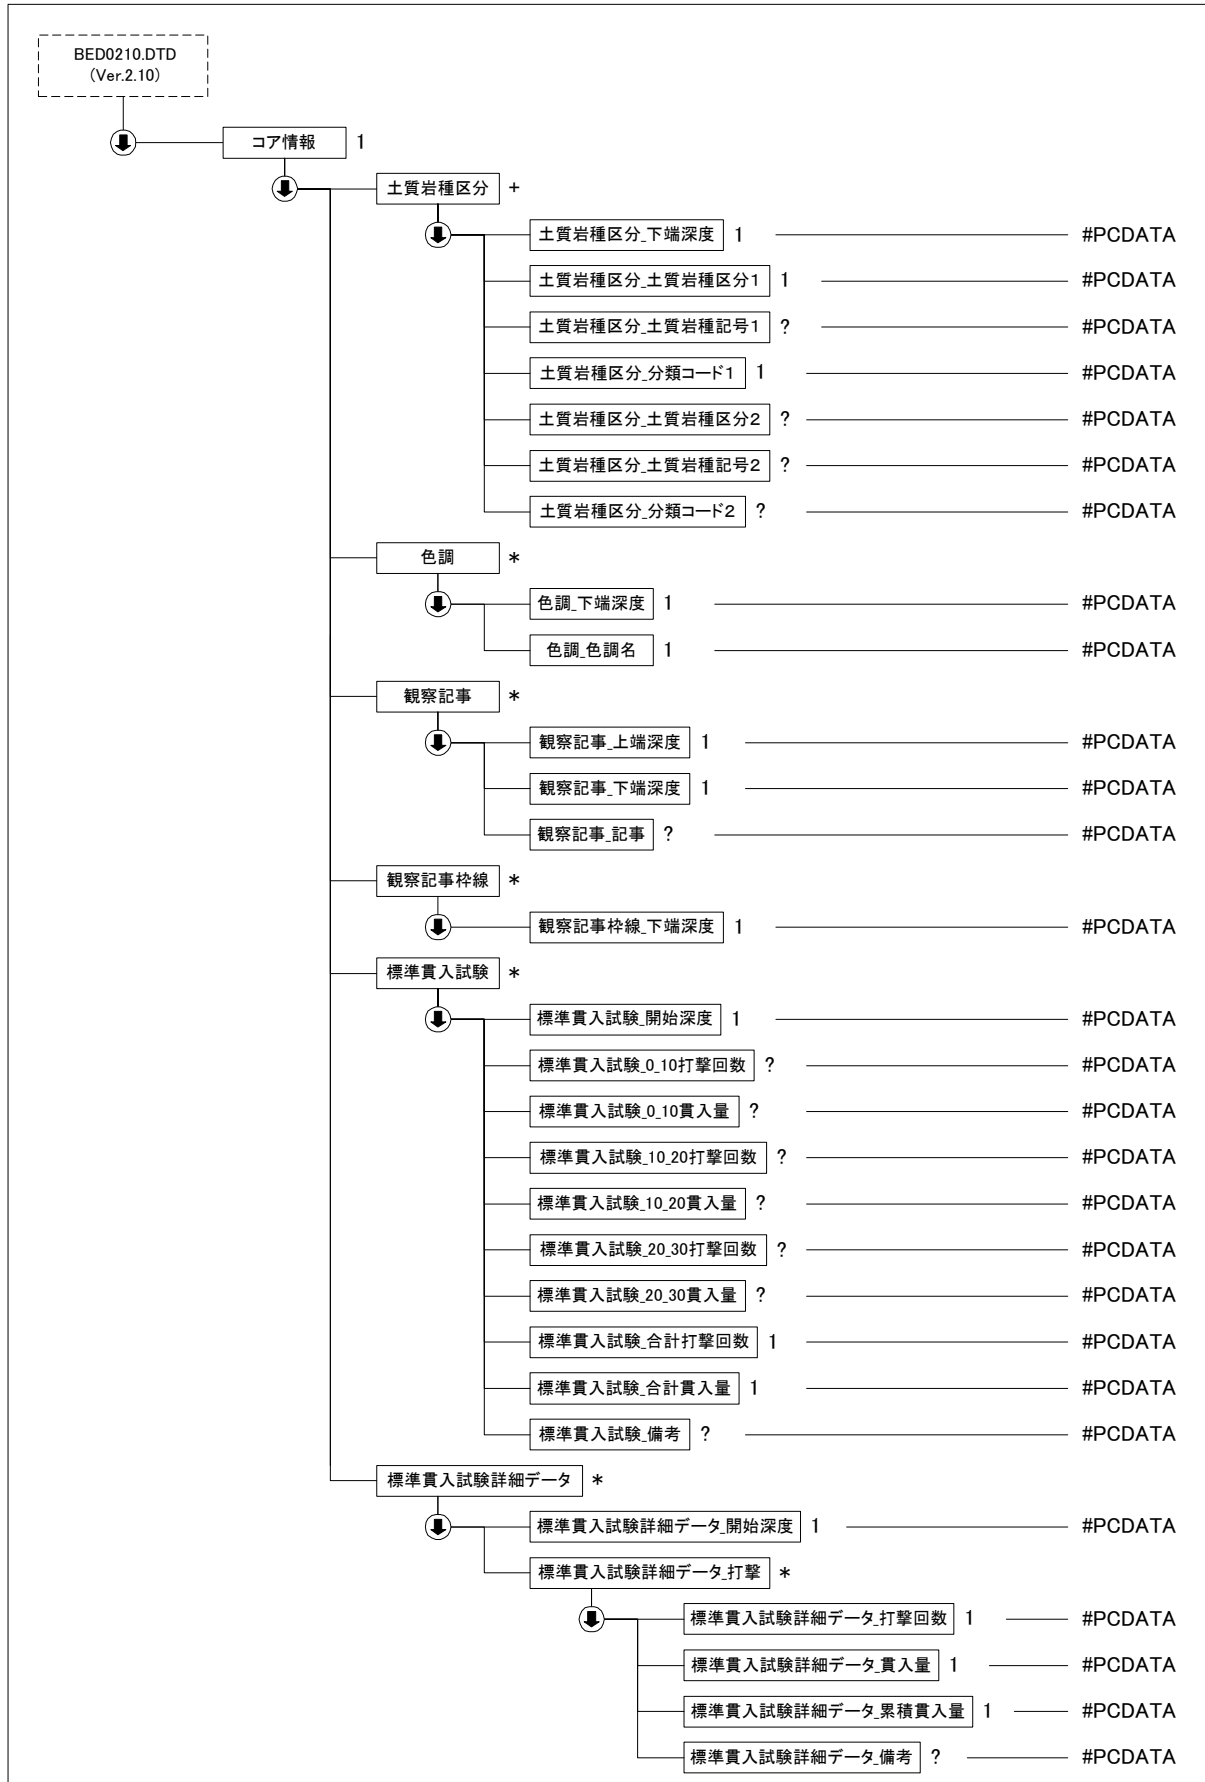 BED0210.DTD
(Ver.2.10)
コア情報 1
土質岩種区分 +
土質岩種区分_下端深度 1 #PCDATA
土質岩種区分_土質岩種区分1 1 #PCDATA
土質岩種区分_土質岩種記号1 ? #PCDATA
土質岩種区分_分類コード1 1 #PCDATA
土質岩種区分_土質岩種区分2 ? #PCDATA
土質岩種区分_土質岩種記号2 ? #PCDATA
土質岩種区分_分類コード2 ? #PCDATA
色調 *
色調_下端深度 1 #PCDATA
色調_色調名 1 #PCDATA
観察記事 *
観察記事_上端深度 1 #PCDATA
観察記事_下端深度 1 #PCDATA
観察記事_記事 ? #PCDATA
観察記事枠線 *
観察記事枠線_下端深度 1 #PCDATA
標準貫入試験 *
標準貫入試験_開始深度 1 #PCDATA
標準貫入試験_0_10打撃回数 ? #PCDATA
標準貫入試験_0_10貫入量 ? #PCDATA
標準貫入試験_10_20打撃回数 ? #PCDATA
標準貫入試験_10_20貫入量 ? #PCDATA
標準貫入試験_20_30打撃回数 ? #PCDATA
標準貫入試験_20_30貫入量 ? #PCDATA
標準貫入試験_合計打撃回数 1 #PCDATA
標準貫入試験_合計貫入量 1 #PCDATA
標準貫入試験_備考 ? #PCDATA
標準貫入試験詳細データ *
標準貫入試験詳細データ_開始深度 1 #PCDATA
標準貫入試験詳細データ_打撃 *
標準貫入試験詳細データ_打撃回数 1 #PCDATA
標準貫入試験詳細データ_貫入量 1 #PCDATA
標準貫入試験詳細データ_累積貫入量 1 #PCDATA
標準貫入試験詳細データ_備考 ? #PCDATA